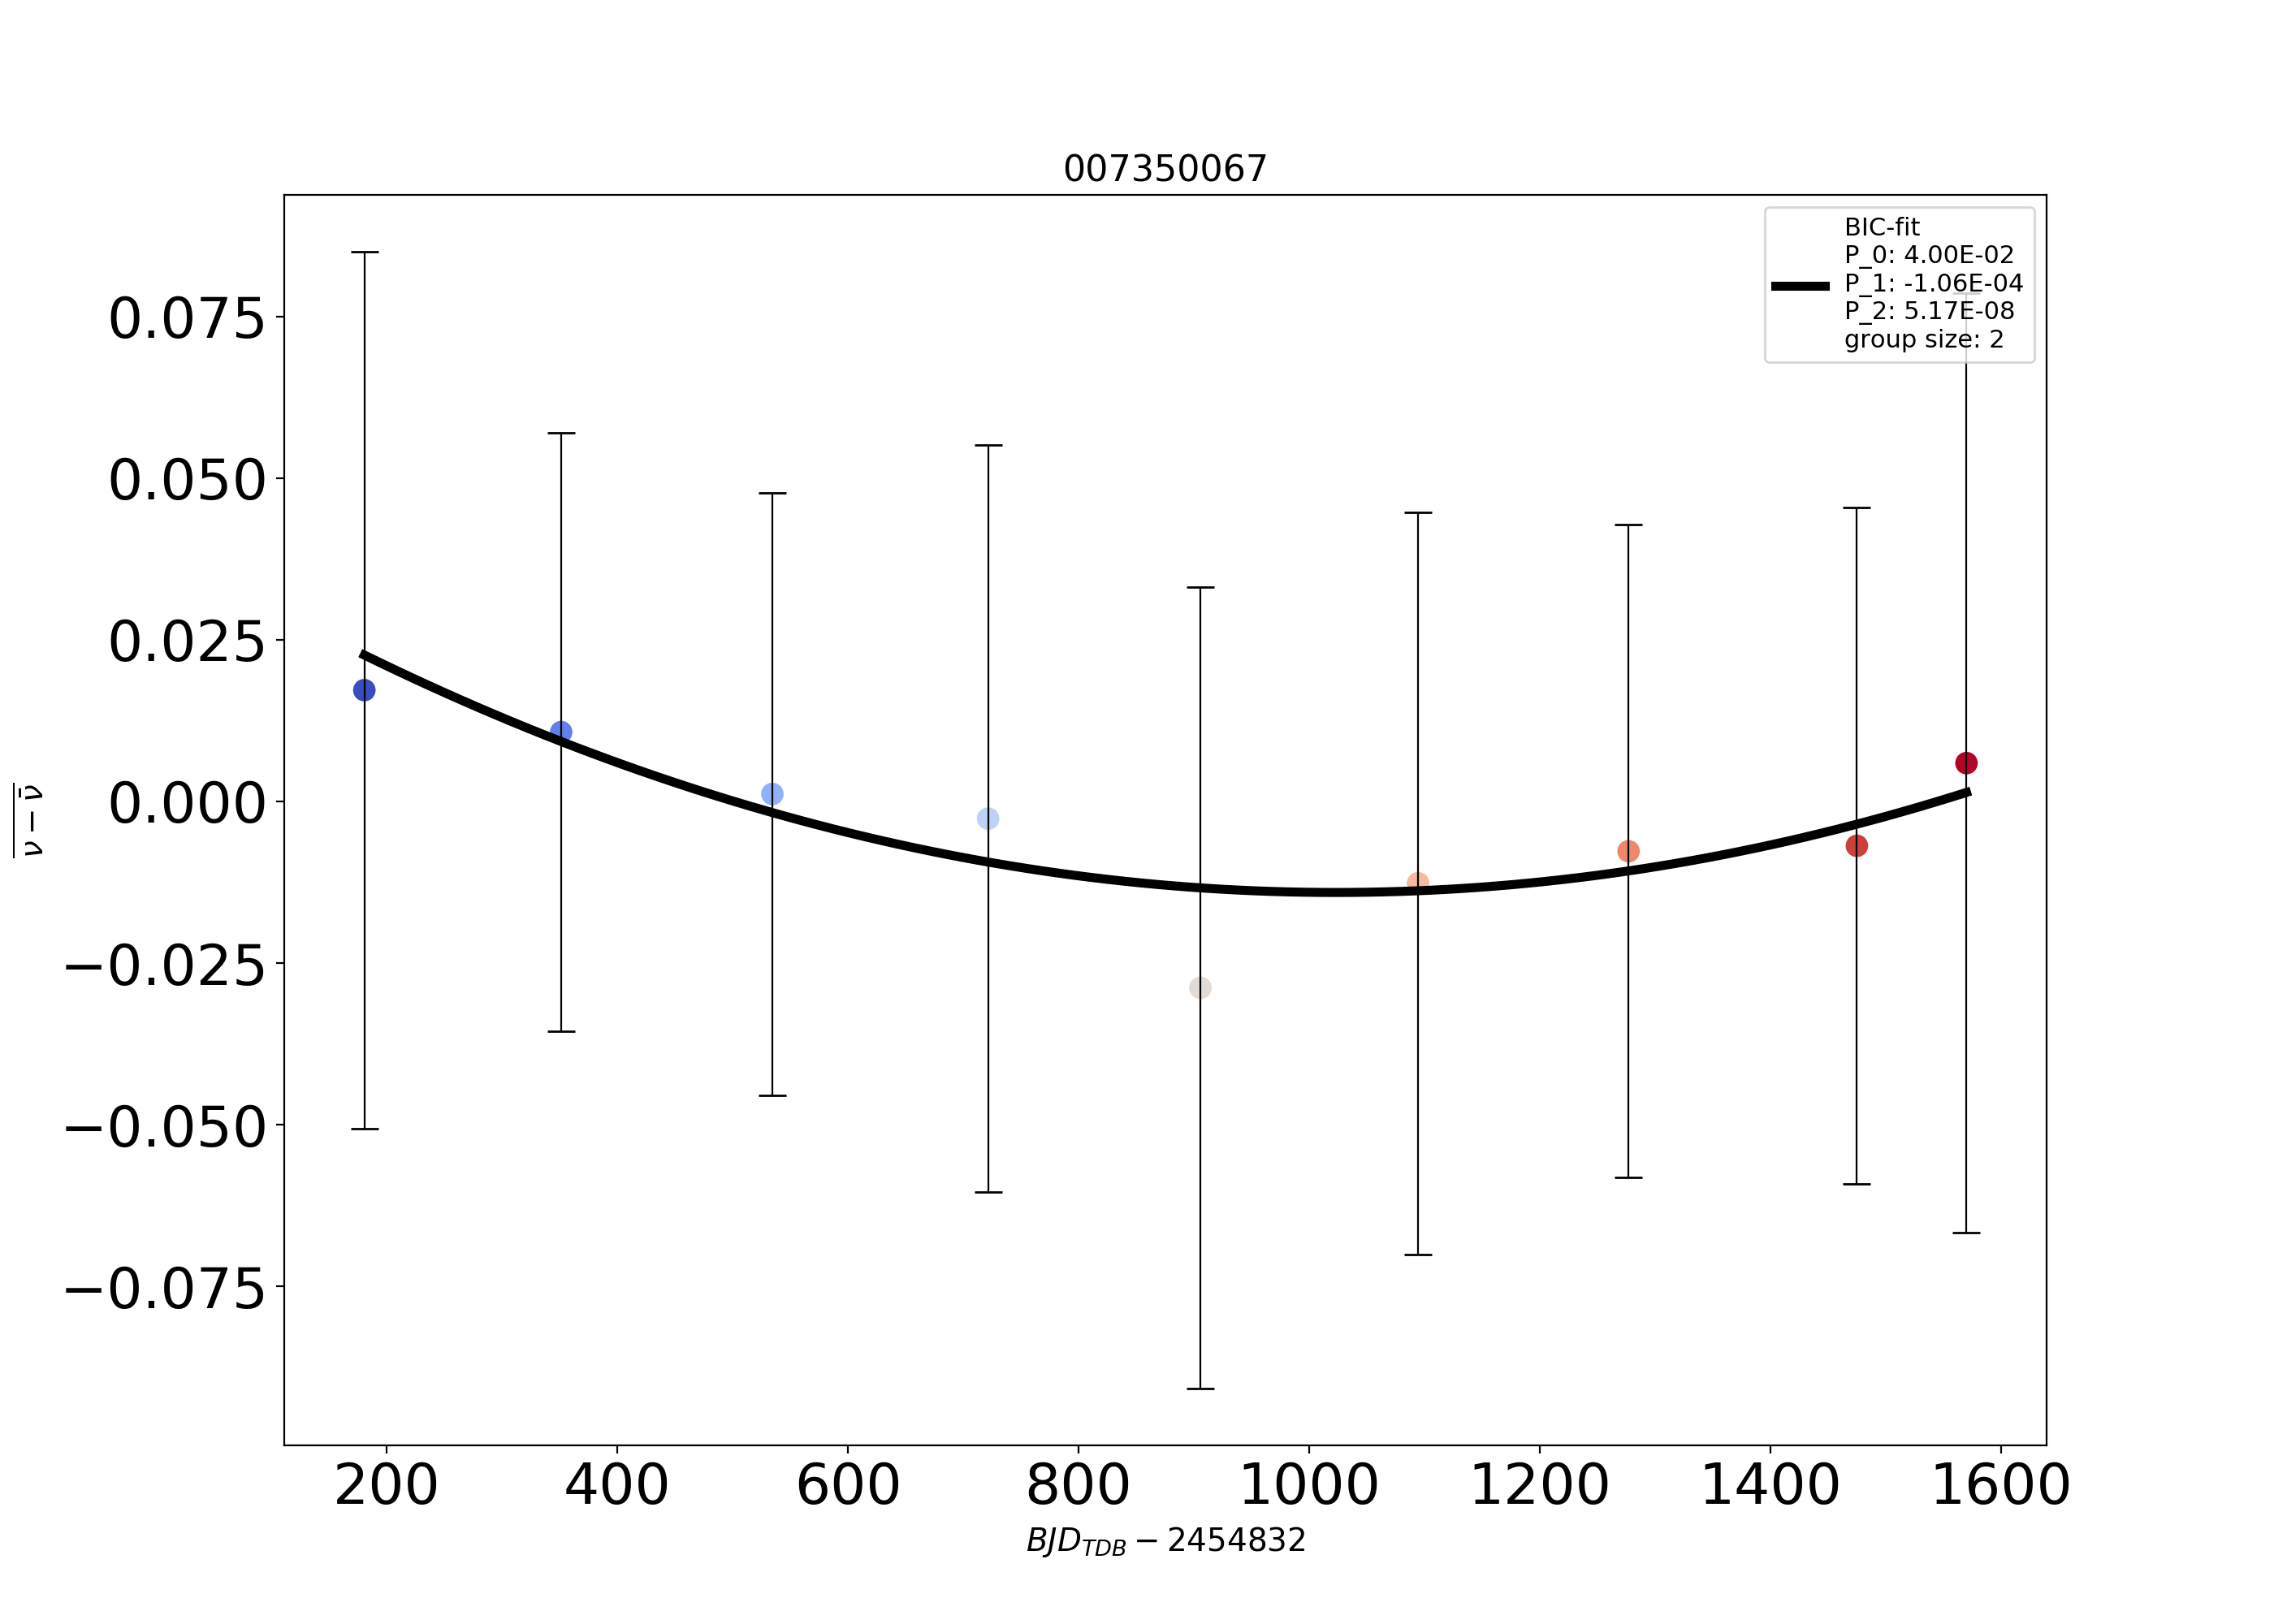 007350067
BIC-fit
P_0: 4.00E-02
P_1: -1.06E-04
P_2: 5.17E-08
group size: 2
0.075
0.050
0.025
0.000
−0.025
−0.050
−0.075
ν − ν̄
200 400 600 800 1000 1200 1400 1600
BJD_TDB − 2454832